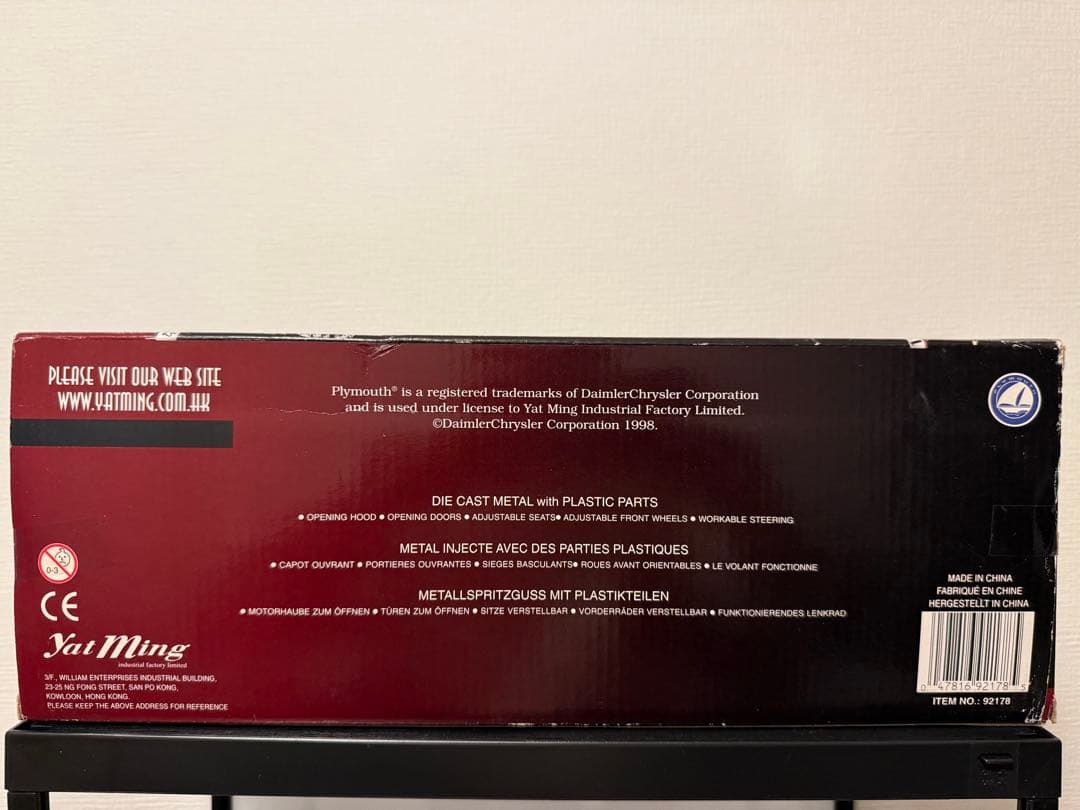 PLEASE VISIT OUR WEB SITE
WWW.YATMING.COM.HK
Plymouth® is a registered trademarks of DaimlerChrysler Corporation
and is used under license to Yat Ming Industrial Factory Limited.
©DaimlerChrysler Corporation 1998.
DIE CAST METAL with PLASTIC PARTS
● OPENING HOOD ● OPENING DOORS ● ADJUSTABLE SEATS● ADJUSTABLE FRONT WHEELS ● WORKABLE STEERING
METAL INJECTE AVEC DES PARTIES PLASTIQUES
● CAPOT OUVRANT ● PORTIERES OUVRANTES ● SIEGES BASCULANTS● ROUES AVANT ORIENTABLES ● LE VOLANT FONCTIONNE
METALLSPRITZGUSS MIT PLASTIKTEILEN
● MOTORHAUBE ZUM ÖFFNEN ● TÜREN ZUM ÖFFNEN ● SITZE VERSTELLBAR ● VORDERRÄDER VERSTELLBAR ● FUNKTIONIERENDES LENKRAD
0-3
CE
Yat Ming
industrial factory limited
3/F., WILLIAM ENTERPRISES INDUSTRIAL BUILDING,
23-25 NG FONG STREET, SAN PO KONG,
KOWLOON, HONG KONG.
PLEASE KEEP THE ABOVE ADDRESS FOR REFERENCE
MADE IN CHINA
FABRIQUÉ EN CHINE
HERGESTELLT IN CHINA
0 47816 92178 5
ITEM NO.: 92178